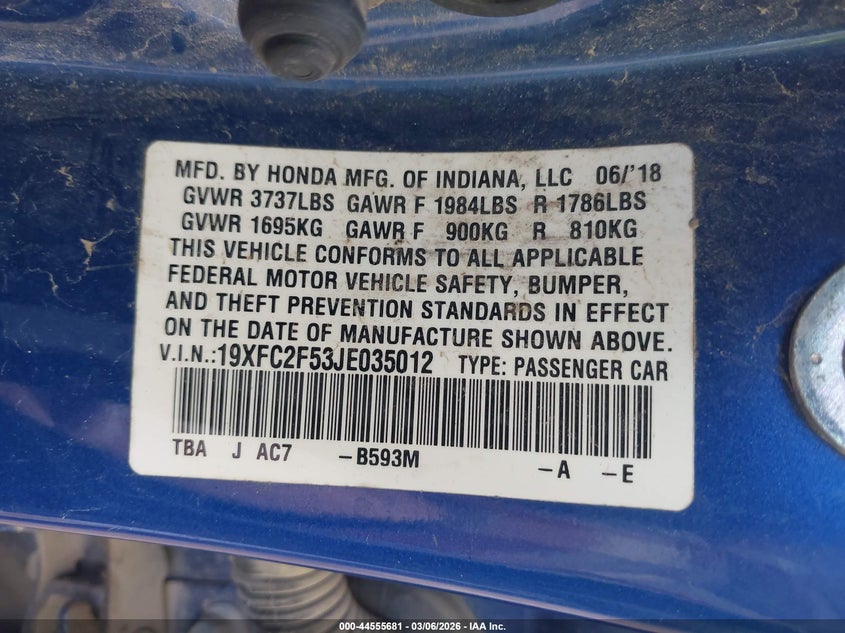 MFD. BY HONDA MFG. OF INDIANA, LLC 06/'18
GVWR 3737LBS GAWR F 1984LBS R 1786LBS
GVWR 1695KG GAWR F 900KG R 810KG
THIS VEHICLE CONFORMS TO ALL APPLICABLE
FEDERAL MOTOR VEHICLE SAFETY, BUMPER,
AND THEFT PREVENTION STANDARDS IN EFFECT
ON THE DATE OF MANUFACTURE SHOWN ABOVE.
V.I.N.:19XFC2F53JE035012 TYPE: PASSENGER CAR
TBA J AC7 -B593M -A -E
000-44555681 | 03/06/2026 - IAA Inc.